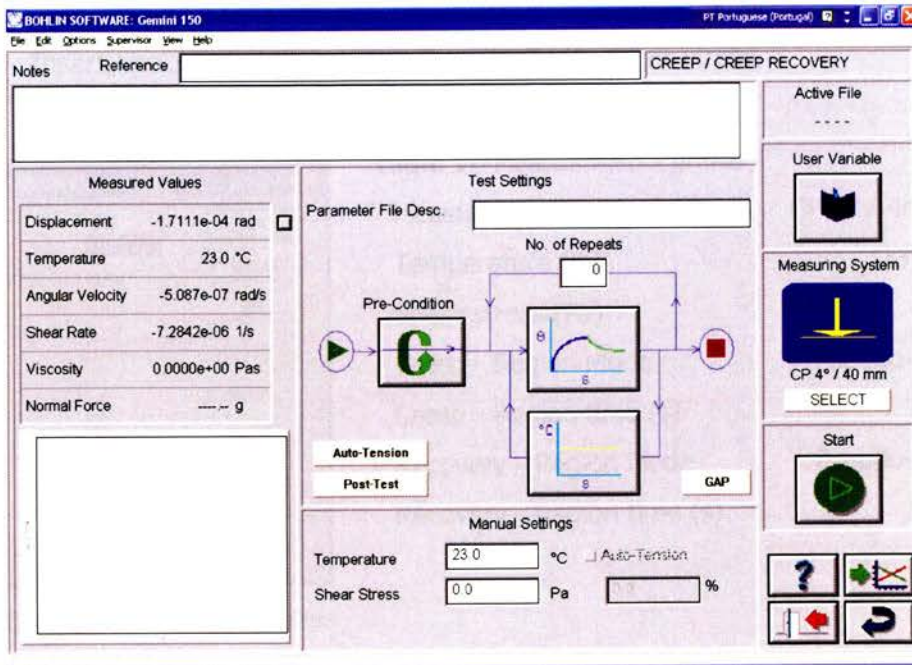 BOHLIN SOFTWARE: Gemini 150
PT Portuguese (Portugal)
File Edit Options Supervisor View Help
Notes Reference
CREEP / CREEP RECOVERY
Active File
- - - -
User Variable
Measured Values
Displacement -1.7111e-04 rad
Temperature 23.0 °C
Angular Velocity -5.087e-07 rad/s
Shear Rate -7.2842e-06 1/s
Viscosity 0.0000e+00 Pas
Normal Force ----- g
Test Settings
Parameter File Desc.
No. of Repeats
0
Pre-Condition
θ
s
°C
s
Auto-Tension
Post-Test
GAP
Measuring System
CP 4° / 40 mm
SELECT
Start
Manual Settings
Temperature 23.0 °C Auto-Tension
Shear Stress 0.0 Pa %
?